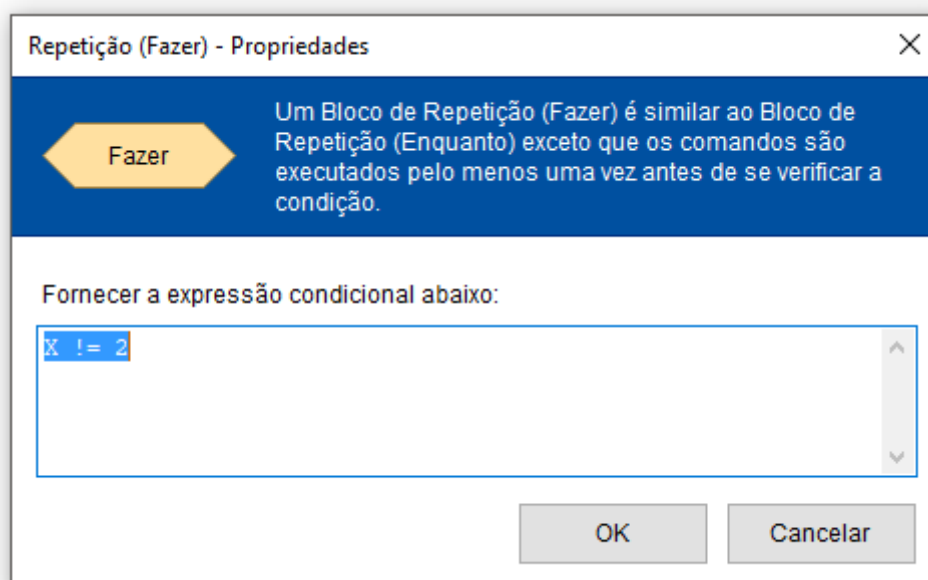 Repetição (Fazer) - Propriedades
Fazer
Um Bloco de Repetição (Fazer) é similar ao Bloco de
Repetição (Enquanto) exceto que os comandos são
executados pelo menos uma vez antes de se verificar a
condição.
Fornecer a expressão condicional abaixo:
X != 2
OK
Cancelar